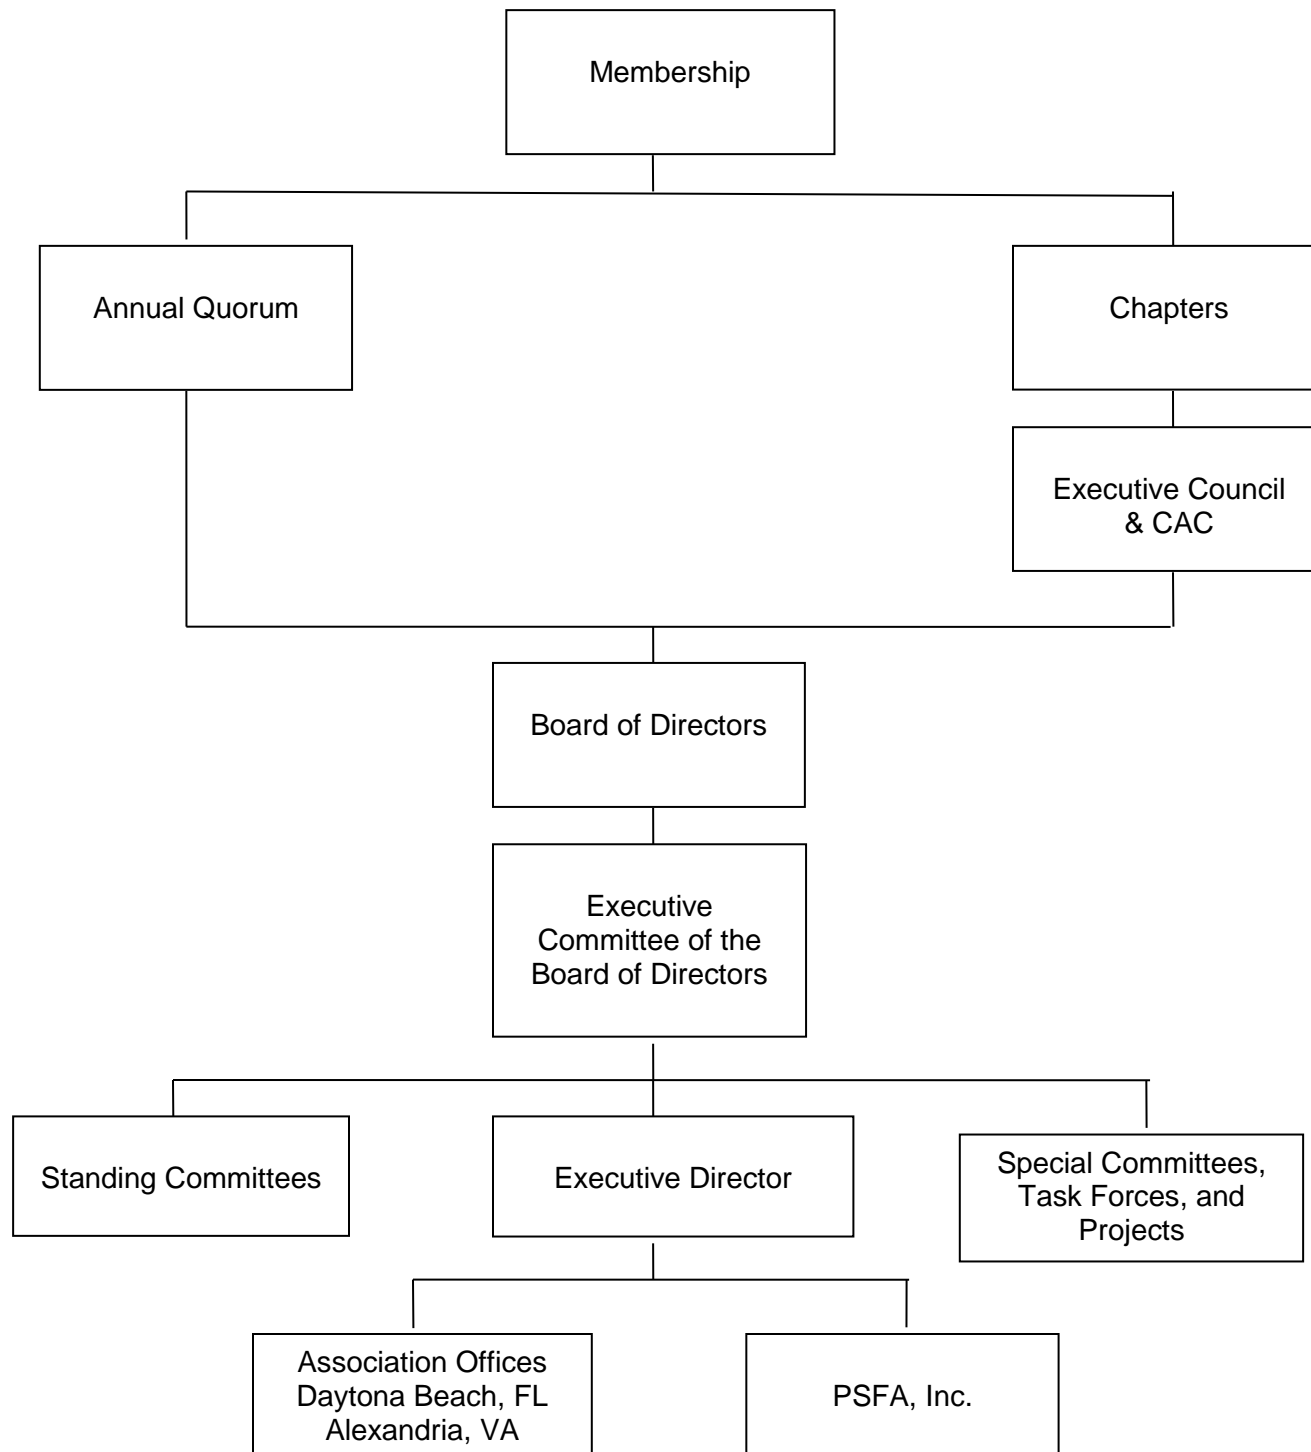 Membership
Annual Quorum
Chapters
Executive Council
& CAC
Board of Directors
Executive
Committee of the
Board of Directors
Standing Committees
Executive Director
Special Committees,
Task Forces, and
Projects
Association Offices
Daytona Beach, FL
Alexandria, VA
PSFA, Inc.